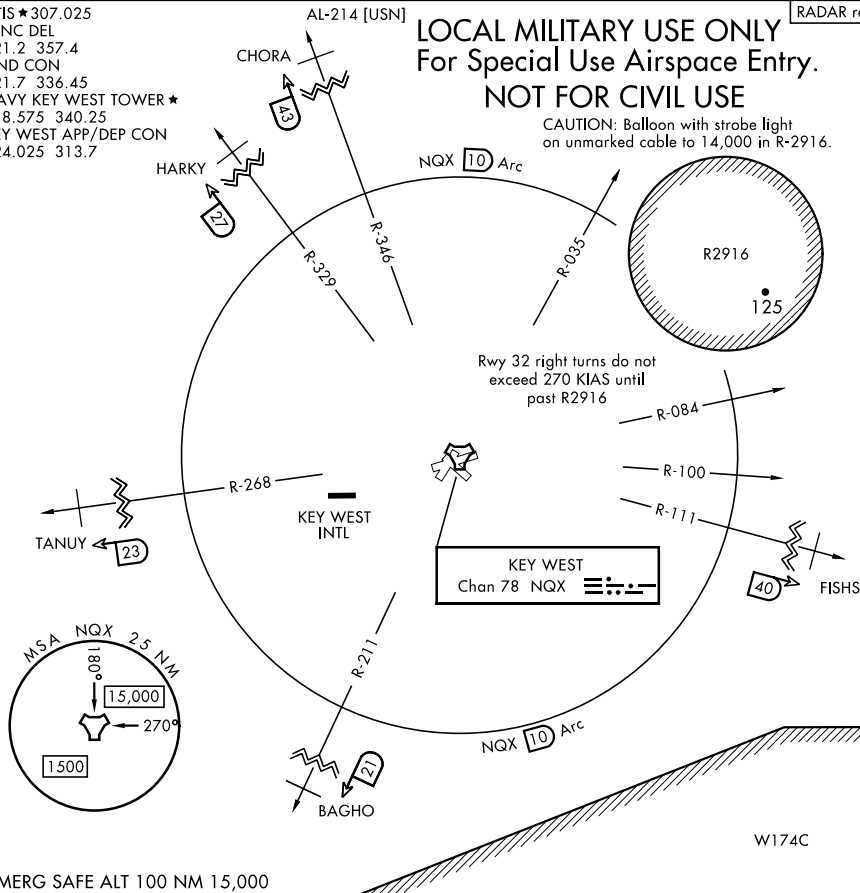 TIS★307.025
AL-214 [USN]
RADAR re
NC DEL
21.2 357.4
ND CON
21.7 336.45
AVY KEY WEST TOWER★
8.575 340.25
EY WEST APP/DEP CON
24.025 313.7
LOCAL MILITARY USE ONLY
For Special Use Airspace Entry.
NOT FOR CIVIL USE
CAUTION: Balloon with strobe light
on unmarked cable to 14,000 in R-2916.
CHORA
43
HARKY
27
NQX 10 Arc
R-329
R-346
R-035
R2916
125
Rwy 32 right turns do not
exceed 270 KIAS until
past R2916
R-084
R-100
R-111
R-268
TANUY
23
KEY WEST
INTL
KEY WEST
Chan 78 NQX
40
FISHS
R-211
MSA NQX 25 NM
180°
15,000
270°
1500
NQX 10 Arc
21
BAGHO
W174C
MERG SAFE ALT 100 NM 15,000